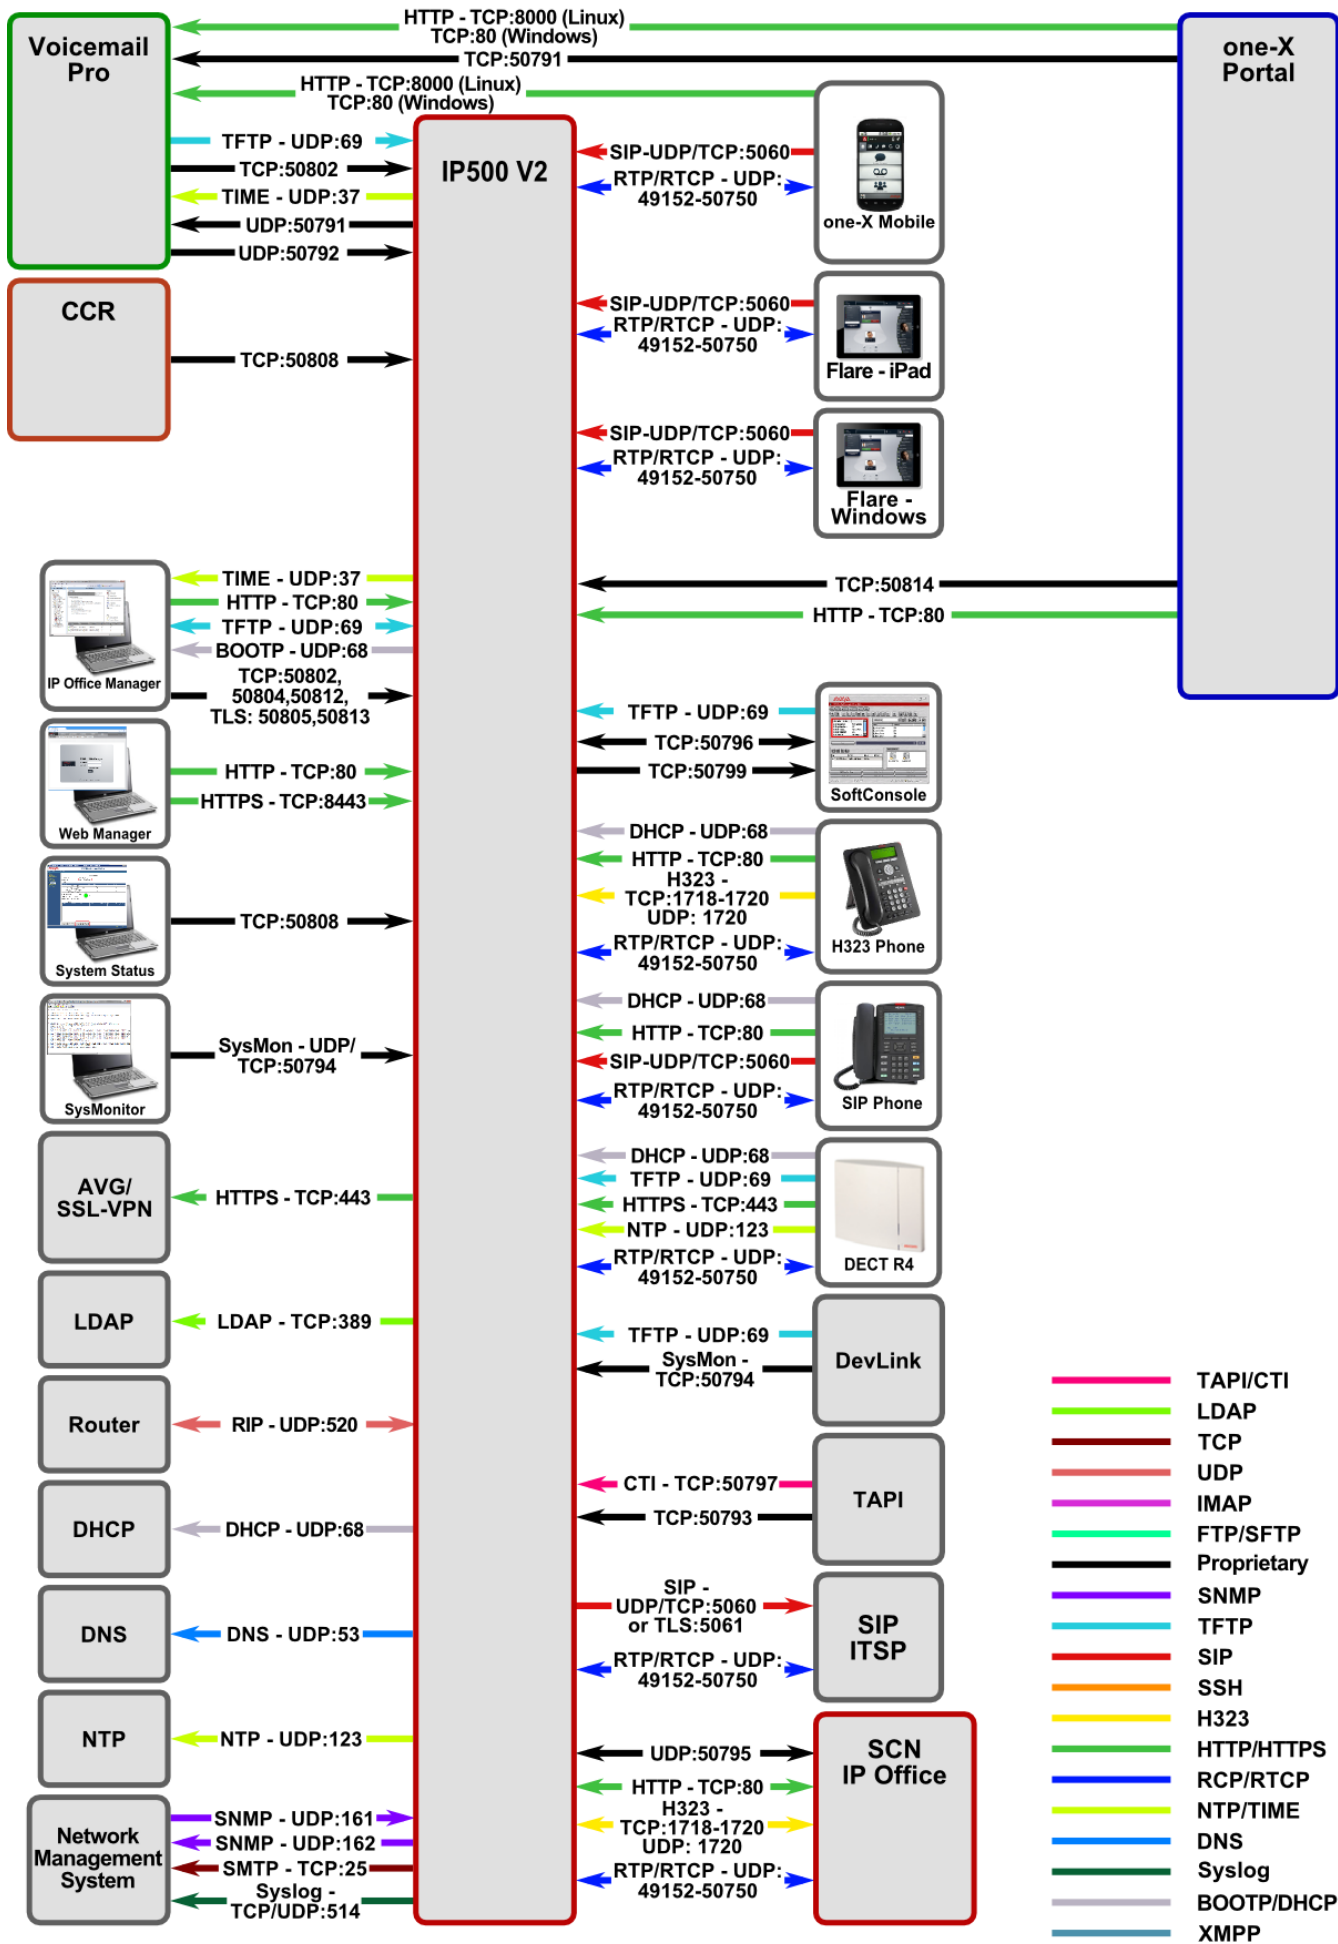 HTTP - TCP:8000 (Linux)
TCP:80 (Windows)
TCP:50791
HTTP - TCP:8000 (Linux)
TCP:80 (Windows)
Voicemail
Pro
one-X
Portal
TFTP - UDP:69
TCP:50802
TIME - UDP:37
UDP:50791
UDP:50792
IP500 V2
SIP-UDP/TCP:5060
RTP/RTCP - UDP:
49152-50750
one-X Mobile
CCR
TCP:50808
SIP-UDP/TCP:5060
RTP/RTCP - UDP:
49152-50750
Flare - iPad
SIP-UDP/TCP:5060
RTP/RTCP - UDP:
49152-50750
Flare -
Windows
TIME - UDP:37
HTTP - TCP:80
TFTP - UDP:69
BOOTP - UDP:68
TCP:50802,
50804,50812,
TLS: 50805,50813
IP Office Manager
TCP:50814
HTTP - TCP:80
HTTP - TCP:80
HTTPS - TCP:8443
Web Manager
TFTP - UDP:69
TCP:50796
TCP:50799
SoftConsole
TCP:50808
System Status
DHCP - UDP:68
HTTP - TCP:80
H323 -
TCP:1718-1720
UDP: 1720
RTP/RTCP - UDP:
49152-50750
H323 Phone
SysMon - UDP/
TCP:50794
SysMonitor
DHCP - UDP:68
HTTP - TCP:80
SIP-UDP/TCP:5060
RTP/RTCP - UDP:
49152-50750
SIP Phone
AVG/
SSL-VPN
HTTPS - TCP:443
DHCP - UDP:68
TFTP - UDP:69
HTTPS - TCP:443
NTP - UDP:123
RTP/RTCP - UDP:
49152-50750
DECT R4
LDAP
LDAP - TCP:389
TFTP - UDP:69
SysMon -
TCP:50794
DevLink
Router
RIP - UDP:520
CTI - TCP:50797
TCP:50793
TAPI
DHCP
DHCP - UDP:68
SIP -
UDP/TCP:5060
or TLS:5061
RTP/RTCP - UDP:
49152-50750
SIP
ITSP
DNS
DNS - UDP:53
NTP
NTP - UDP:123
UDP:50795
HTTP - TCP:80
H323 -
TCP:1718-1720
UDP: 1720
RTP/RTCP - UDP:
49152-50750
SCN
IP Office
Network
Management
System
SNMP - UDP:161
SNMP - UDP:162
SMTP - TCP:25
Syslog -
TCP/UDP:514
TAPI/CTI
LDAP
TCP
UDP
IMAP
FTP/SFTP
Proprietary
SNMP
TFTP
SIP
SSH
H323
HTTP/HTTPS
RCP/RTCP
NTP/TIME
DNS
Syslog
BOOTP/DHCP
XMPP